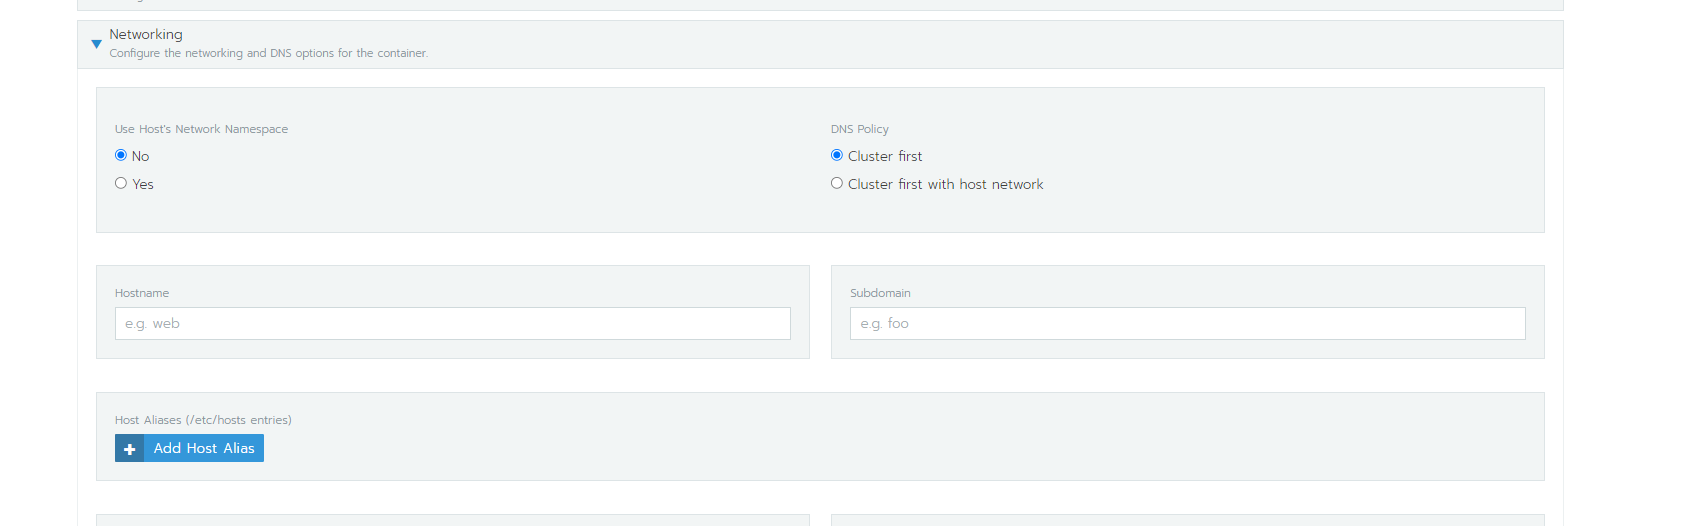 Networking
Configure the networking and DNS options for the container.
Use Host's Network Namespace
No
Yes
DNS Policy
Cluster first
Cluster first with host network
Hostname
e.g. web
Subdomain
e.g. foo
Host Aliases (/etc/hosts entries)
Add Host Alias